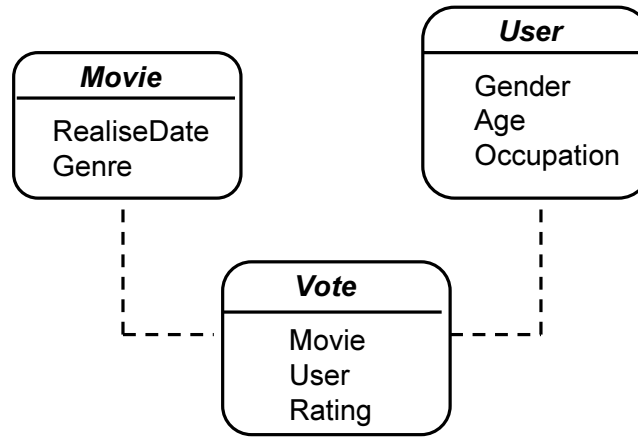 Movie
RealiseDate
Genre
User
Gender
Age
Occupation
Vote
Movie
User
Rating